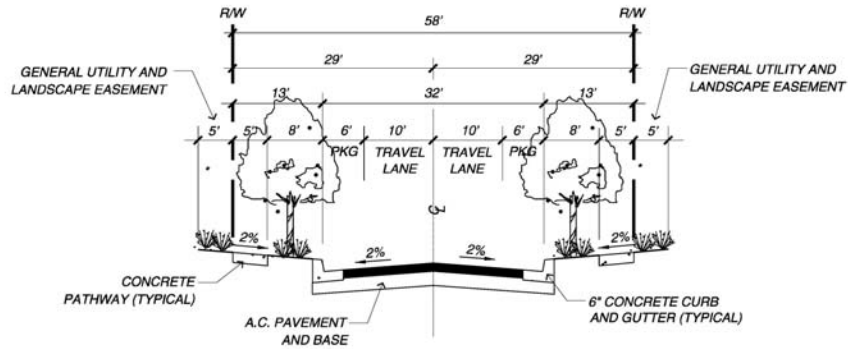 R/W R/W
58'
29' 29'
GENERAL UTILITY AND
LANDSCAPE EASEMENT
GENERAL UTILITY AND
LANDSCAPE EASEMENT
13' 32' 13'
5' 5' 8' 6' 10' 10' 6' 8' 5' 5'
PKG TRAVEL TRAVEL PKG
LANE LANE
CL
2% 2% 2% 2%
CONCRETE
PATHWAY (TYPICAL)
A.C. PAVEMENT
AND BASE
6" CONCRETE CURB
AND GUTTER (TYPICAL)